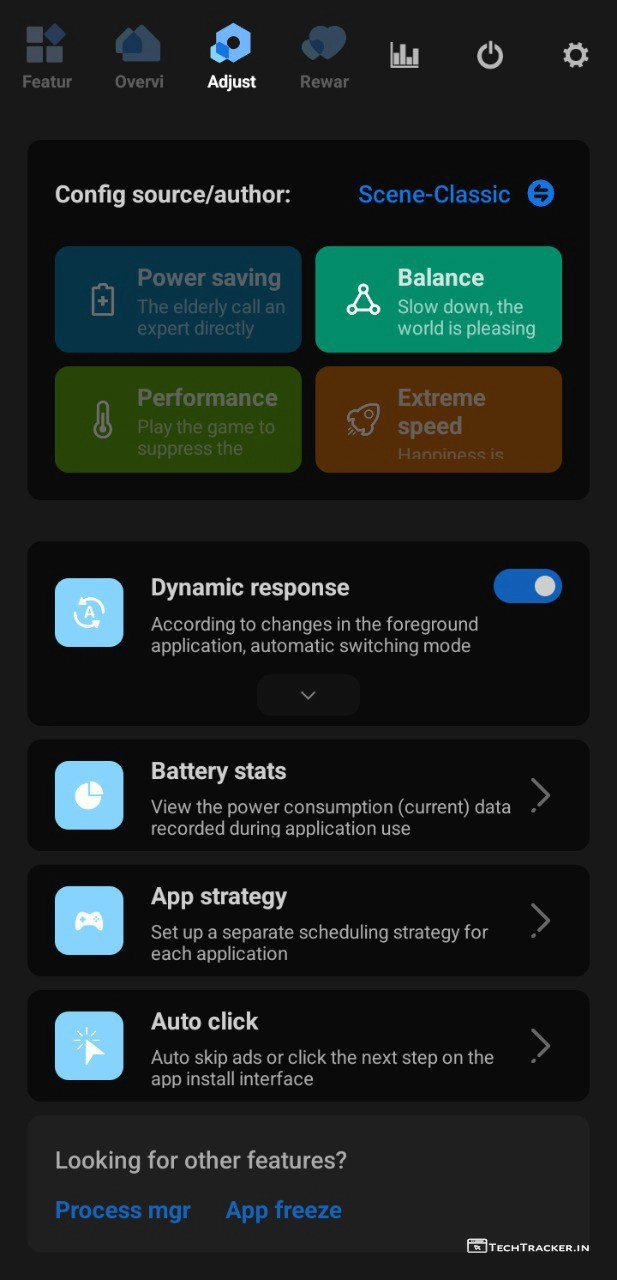 Featur
Overvi
Adjust
Rewar
Config source/author:
Scene-Classic
Power saving
The elderly call an
expert directly
Balance
Slow down, the
world is pleasing
Performance
Play the game to
suppress the
Extreme
speed
Happiness is
Dynamic response
According to changes in the foreground
application, automatic switching mode
A
Battery stats
View the power consumption (current) data
recorded during application use
App strategy
Set up a separate scheduling strategy for
each application
Auto click
Auto skip ads or click the next step on the
app install interface
Looking for other features?
Process mgr
App freeze
TechTracker.in